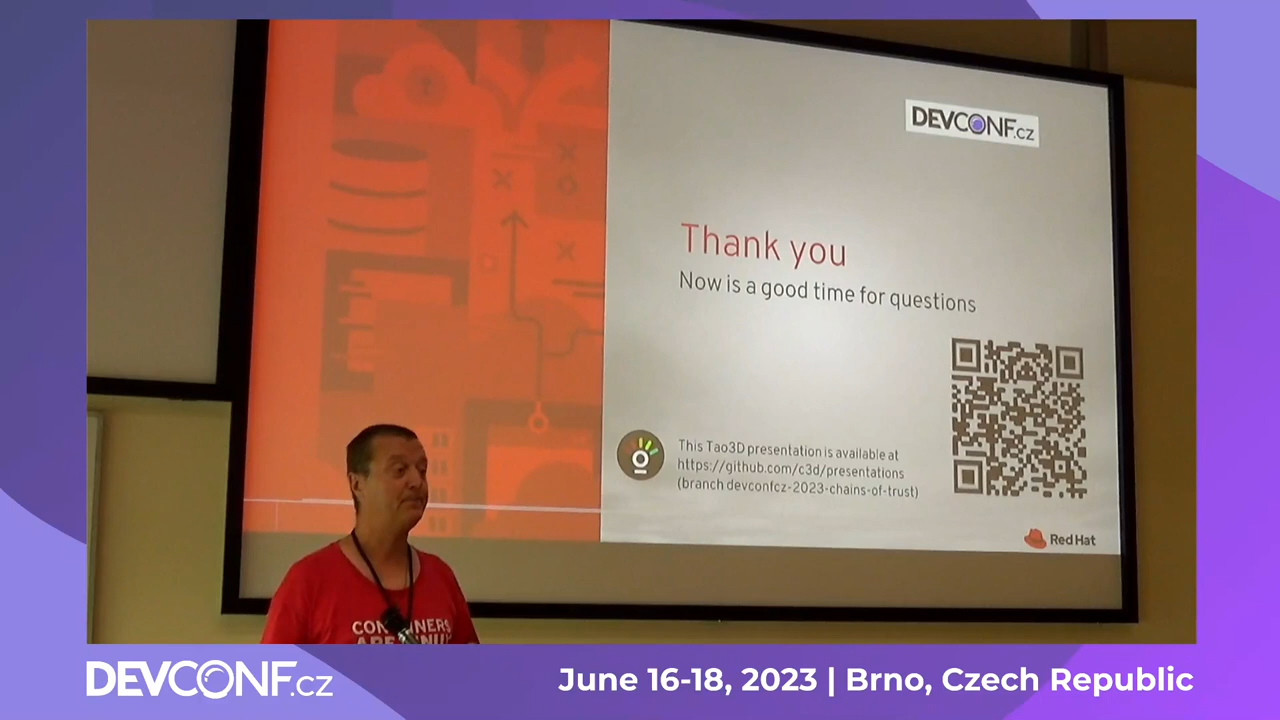 DEVCONF.cz
Thank you
Now is a good time for questions
This Tao3D presentation is available at
https://github.com/c3d/presentations
(branch devconfcz-2023-chains-of-trust)
Red Hat
CONTAINERS
DEVCONF.cz
June 16-18, 2023 | Brno, Czech Republic